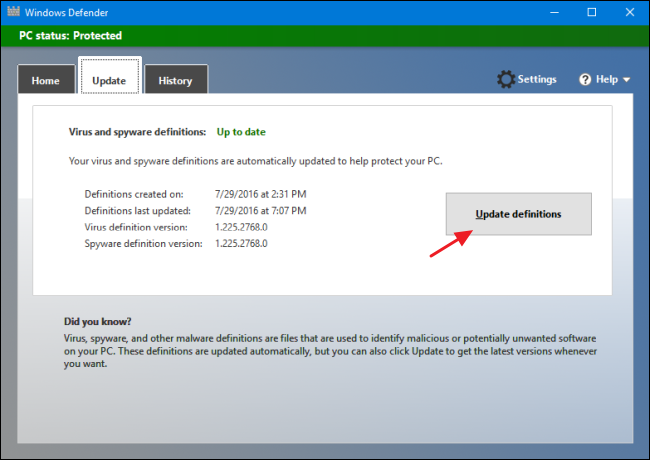 Windows Defender
PC status: Protected
Home
Update
History
Settings
Help
Virus and spyware definitions: Up to date
Your virus and spyware definitions are automatically updated to help protect your PC.
Definitions created on: 7/29/2016 at 2:31 PM
Definitions last updated: 7/29/2016 at 7:07 PM
Virus definition version: 1.225.2768.0
Spyware definition version: 1.225.2768.0
Update definitions
Did you know?
Virus, spyware, and other malware definitions are files that are used to identify malicious or potentially unwanted software
on your PC. These definitions are updated automatically, but you can also click Update to get the latest versions whenever
you want.